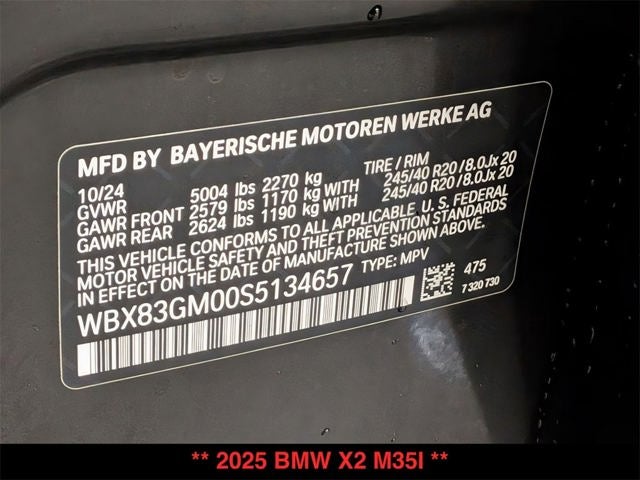 MFD BY BAYERISCHE MOTOREN WERKE AG
10/24 5004 lbs 2270 kg TIRE / RIM
GVWR 2579 lbs 1170 kg WITH 245/40 R20/8.0Jx 20
GAWR FRONT 2624 lbs 1190 kg WITH 245/40 R20/8.0Jx 20
GAWR REAR
THIS VEHICLE CONFORMS TO ALL APPLICABLE U. S. FEDERAL
MOTOR VEHICLE SAFETY AND THEFT PREVENTION STANDARDS
IN EFFECT ON THE DATE OF MANUFACTURE SHOWN ABOVE.
WBX83GM00S5134657 TYPE: MPV
475
7 320 730
** 2025 BMW X2 M35I **